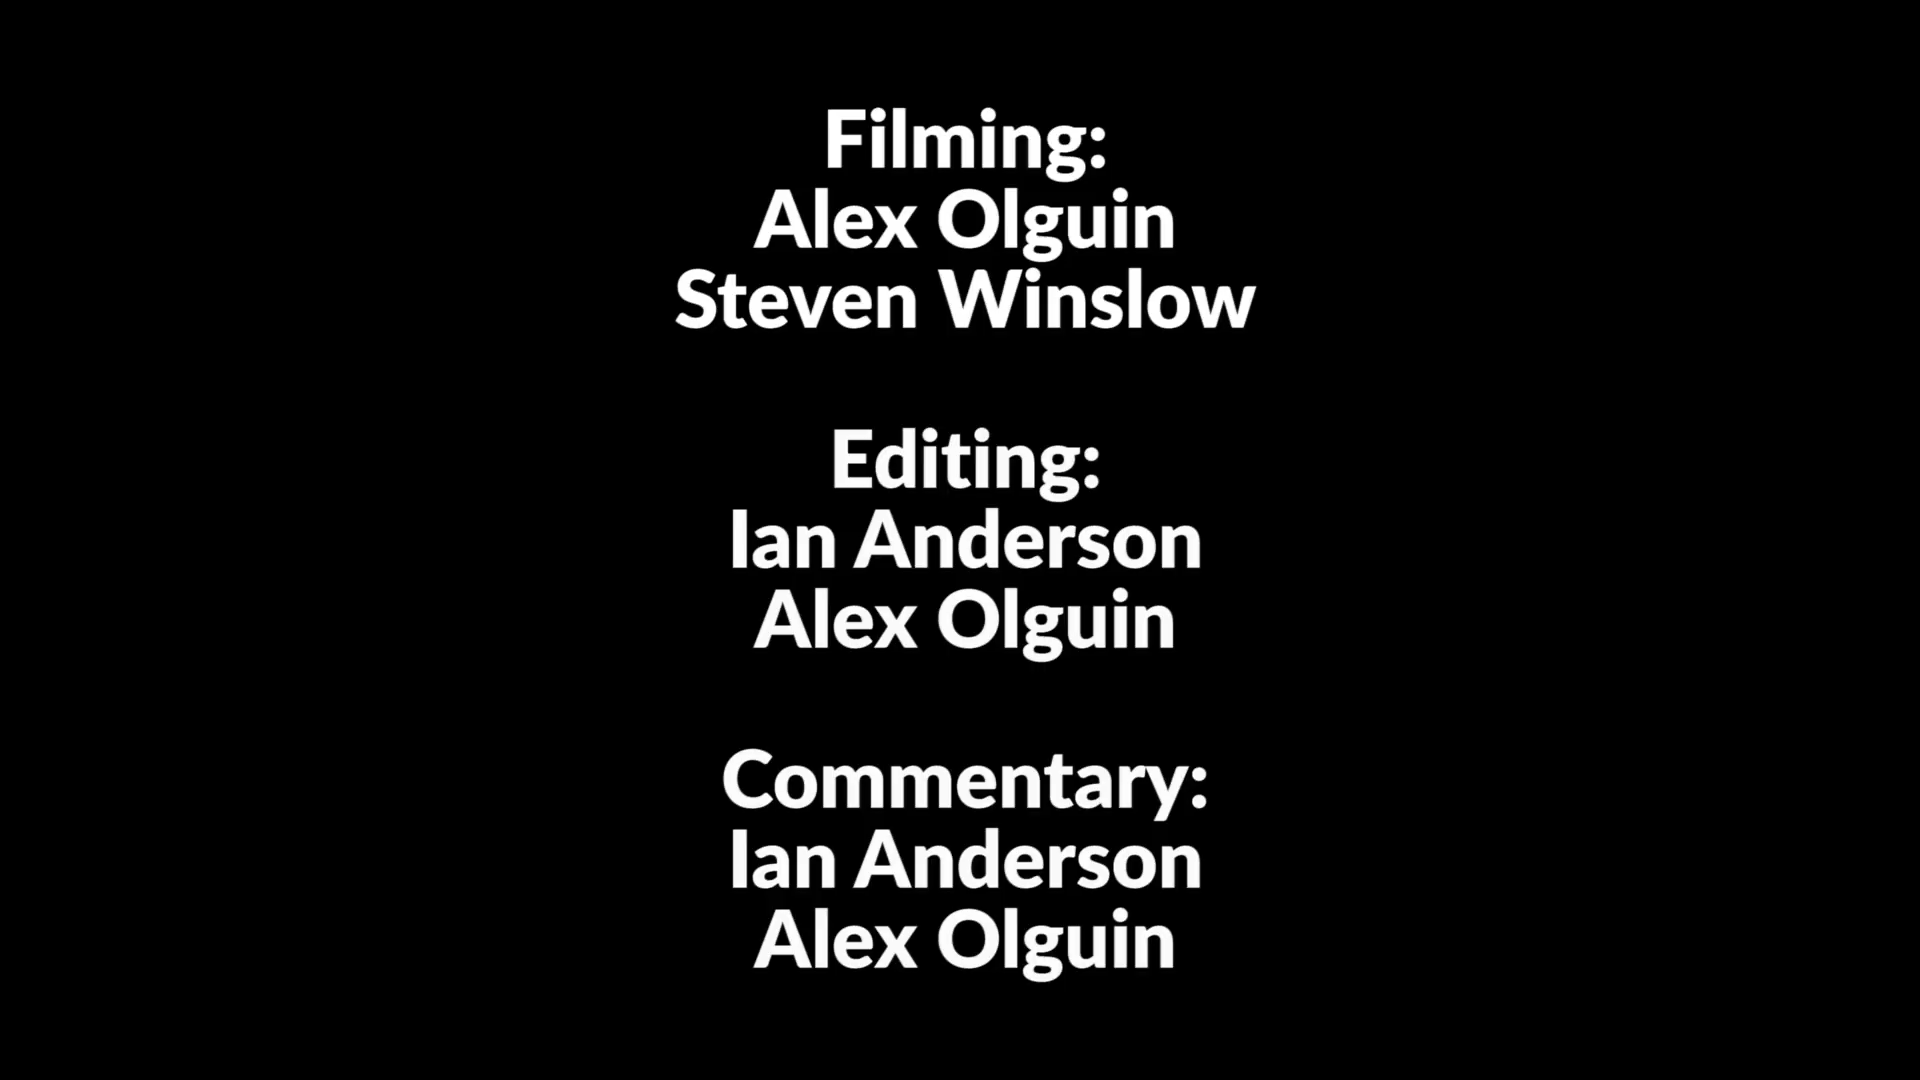 Filming:
Alex Olguin
Steven Winslow
Editing:
Ian Anderson
Alex Olguin
Commentary:
Ian Anderson
Alex Olguin